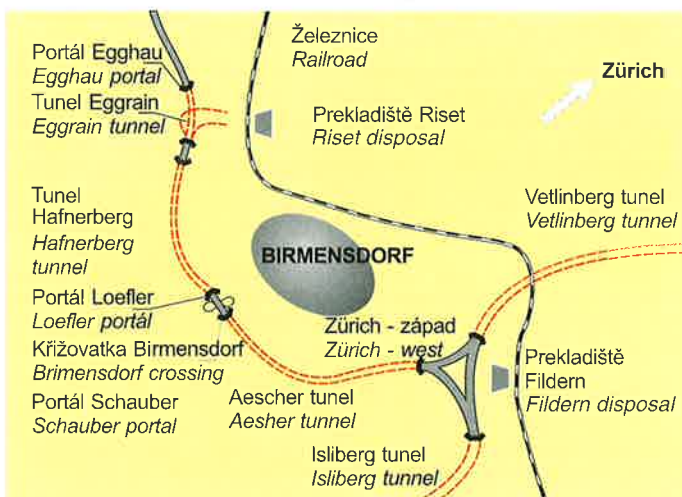 Portál Egghau
Egghau portal
Tunel Eggrain
Eggrain tunnel
Železnice
Railroad
Zürich
Prekladiště Riset
Riset disposal
Tunel
Hafnerberg
Hafnerberg
tunnel
Vetlinberg tunel
Vetlinberg tunnel
BIRMENSDORF
Portál Loefler
Loefler portál
Křižovatka Birmensdorf
Brimensdorf crossing
Portál Schauber
Schauber portal
Zürich - západ
Zürich - west
Aescher tunel
Aesher tunnel
Prekladiště
Fildern
Fildern disposal
Isliberg tunel
Isliberg tunnel